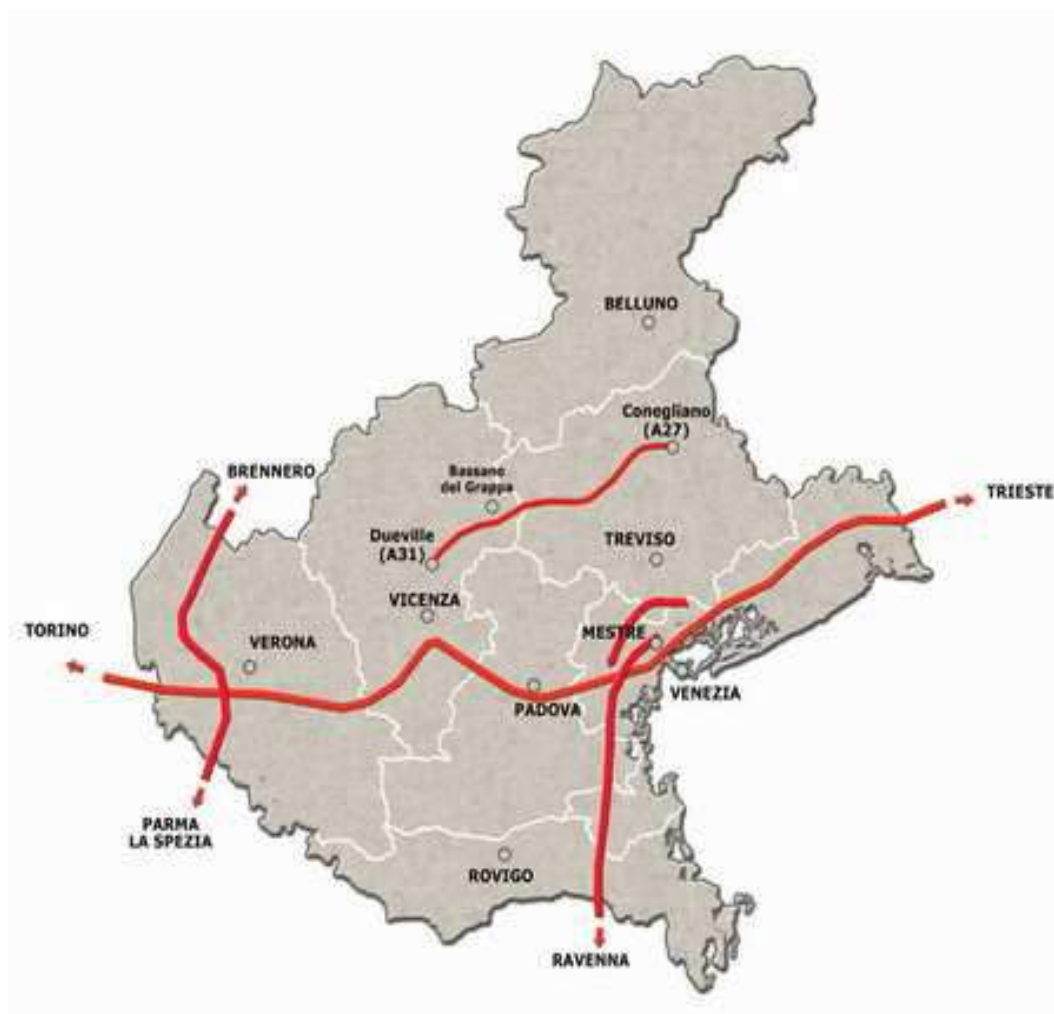 BELLUNO
Conegliano
(A27)
BRENNERO
Bassano
del Grappa
TRIESTE
Dueville
(A31)
TREVISO
VICENZA
TORINO
VERONA
MESTRE
VENEZIA
PADOVA
PARMA
LA SPEZIA
ROVIGO
RAVENNA